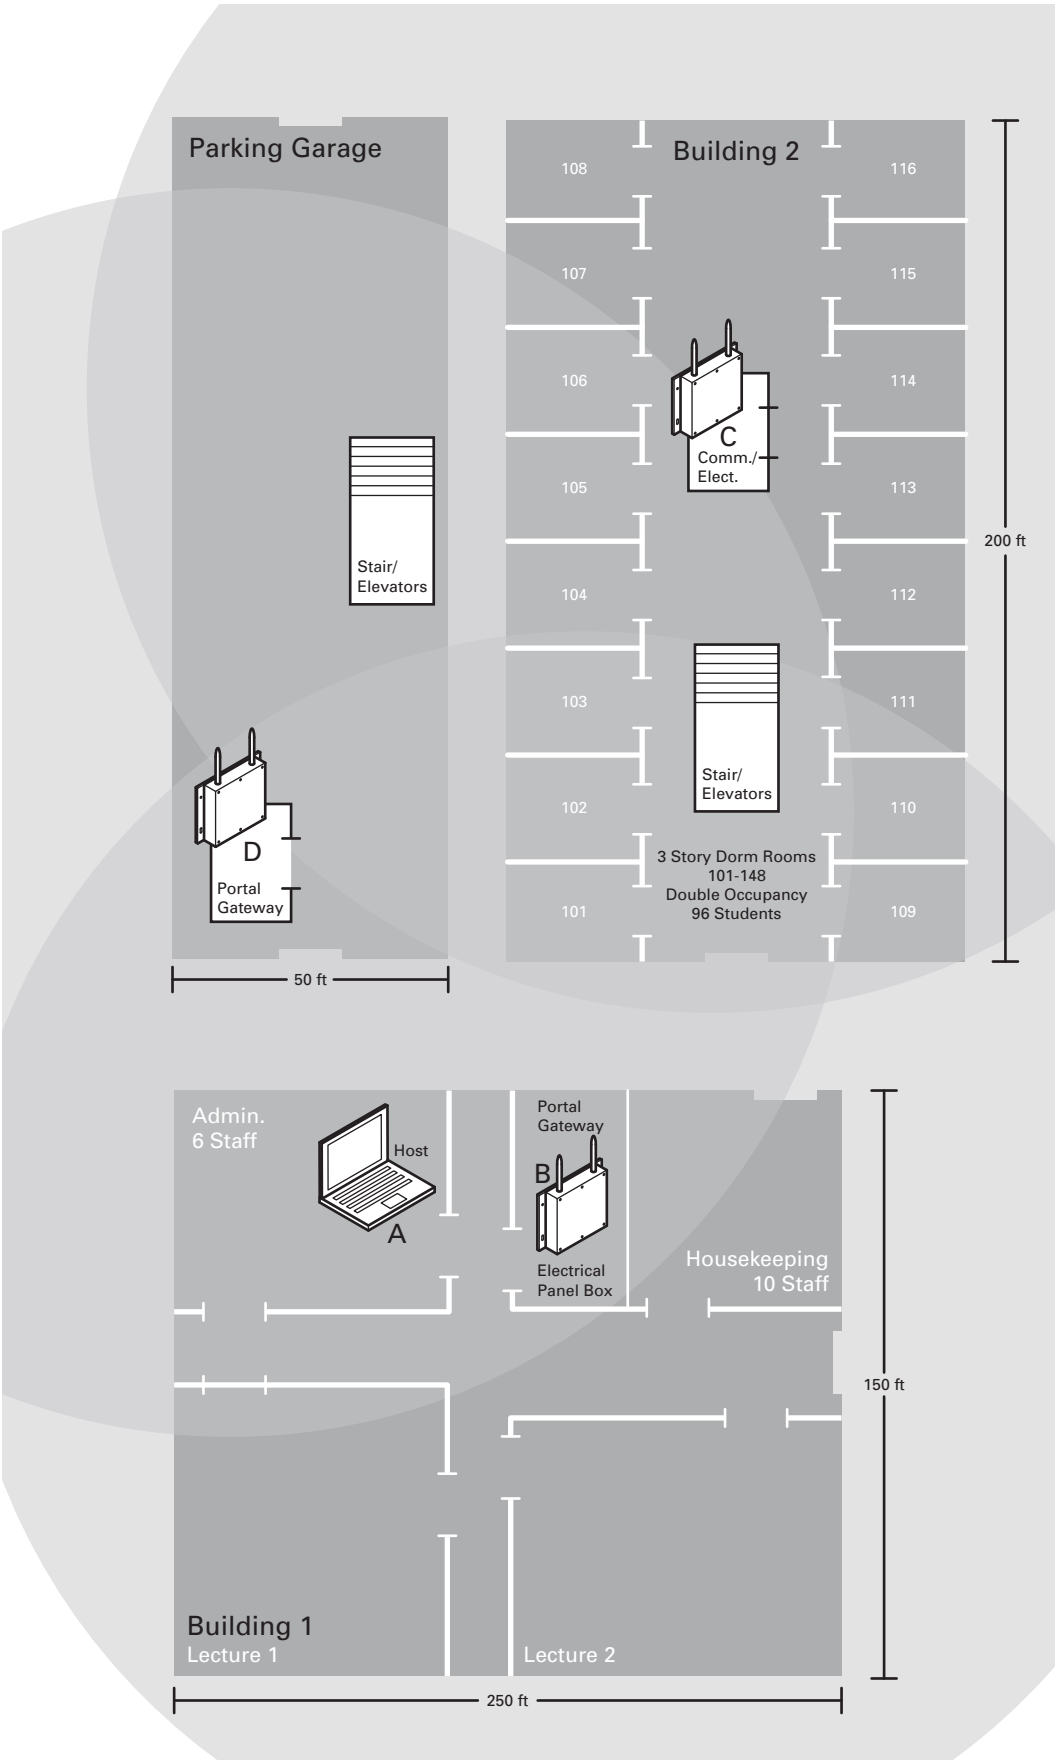 Parking Garage
Building 2
108
116
107
115
106
114
C
Comm./
Elect.
105
113
200 ft
Stair/
Elevators
104
112
103
111
Stair/
Elevators
102
110
D
Portal
Gateway
3 Story Dorm Rooms
101-148
Double Occupancy
96 Students
101
109
50 ft
Admin.
6 Staff
Host
A
Portal
Gateway
B
Electrical
Panel Box
Housekeeping
10 Staff
150 ft
Building 1
Lecture 1
Lecture 2
250 ft